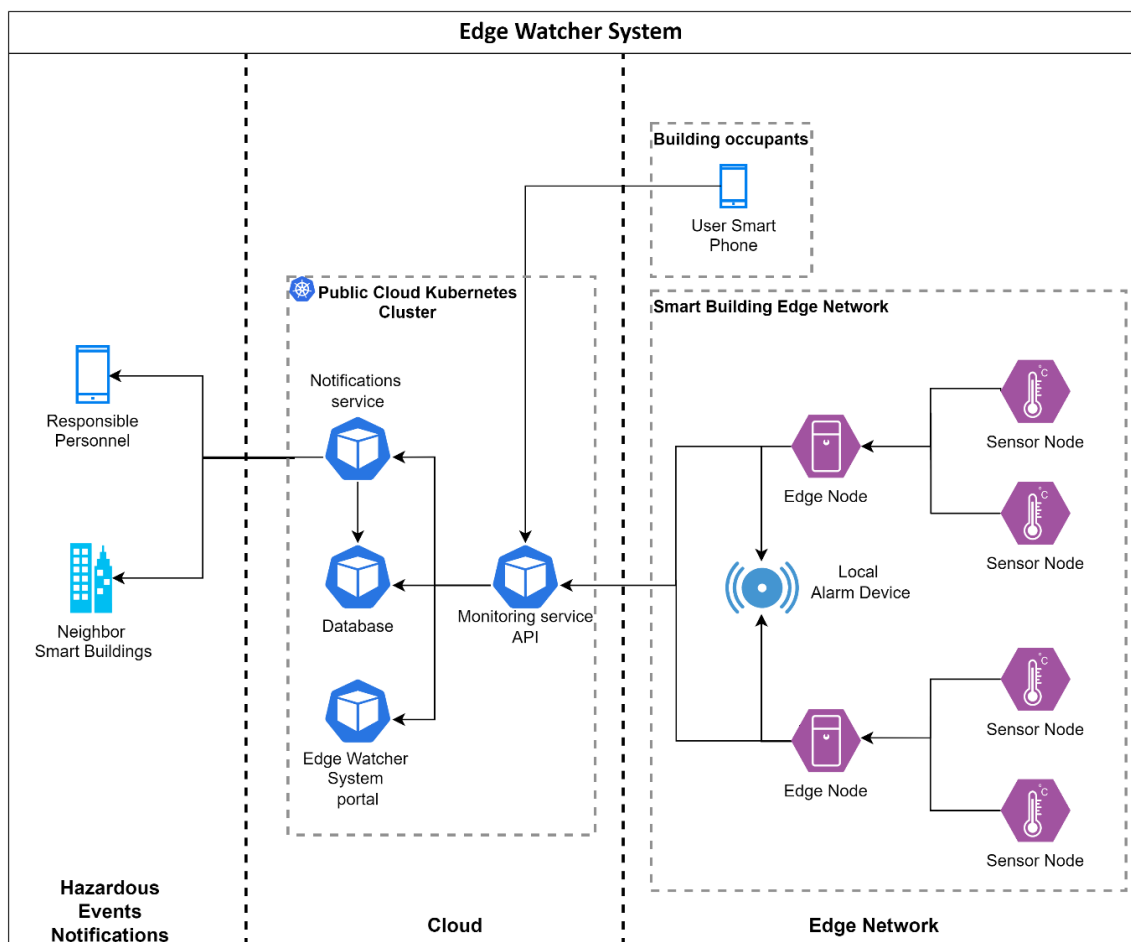 Edge Watcher System
Building occupants
User Smart
Phone
Public Cloud Kubernetes
Cluster
Smart Building Edge Network
Notifications
service
Responsible
Personnel
°C
Sensor Node
Edge Node
°C
Sensor Node
Local
Alarm Device
Database
Monitoring service
API
Neighbor
Smart Buildings
°C
Sensor Node
Edge Watcher
System
portal
Edge Node
°C
Sensor Node
Hazardous
Events
Notifications
Cloud
Edge Network